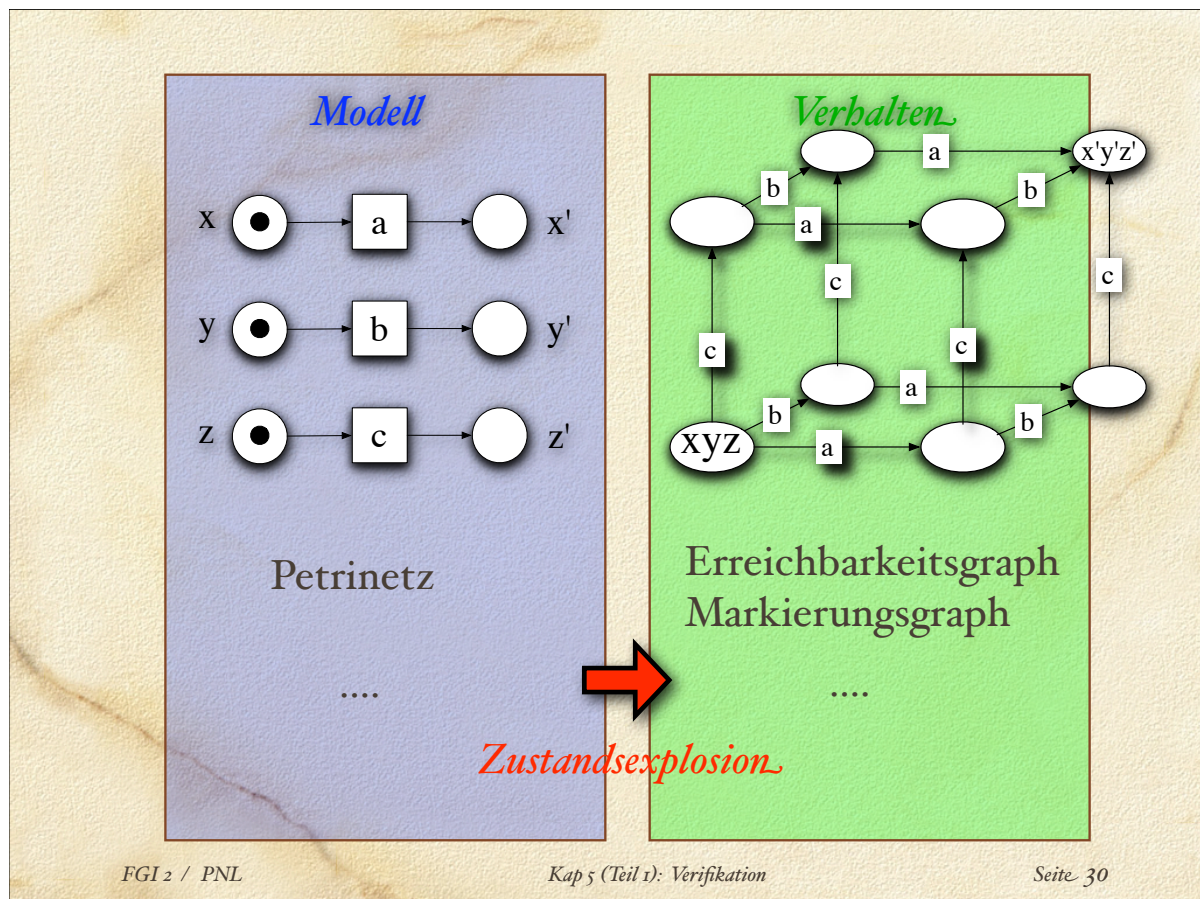 Modell
x a x'
y b y'
z c z'
Petrinetz
....
Verhalten
a x'y'z'
b b
a
c c
c c
a
b b
xyz a
Erreichbarkeitsgraph
Markierungsgraph
....
Zustandsexplosion
FGI 2 / PNL Kap 5 (Teil 1): Verifikation Seite 30